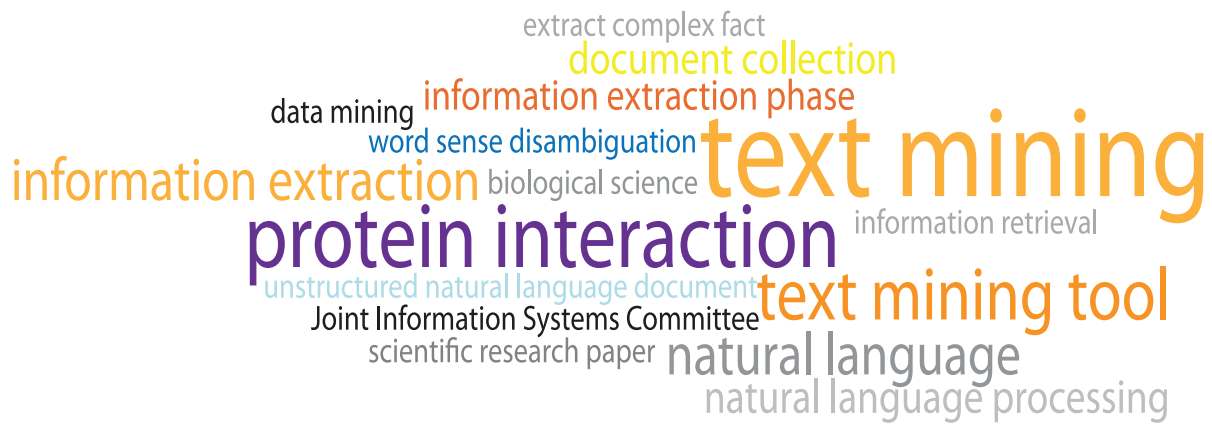 extract complex fact
document collection
information extraction phase
data mining
word sense disambiguation
text mining
information extraction
biological science
protein interaction
information retrieval
unstructured natural language document
text mining tool
Joint Information Systems Committee
scientific research paper
natural language
natural language processing